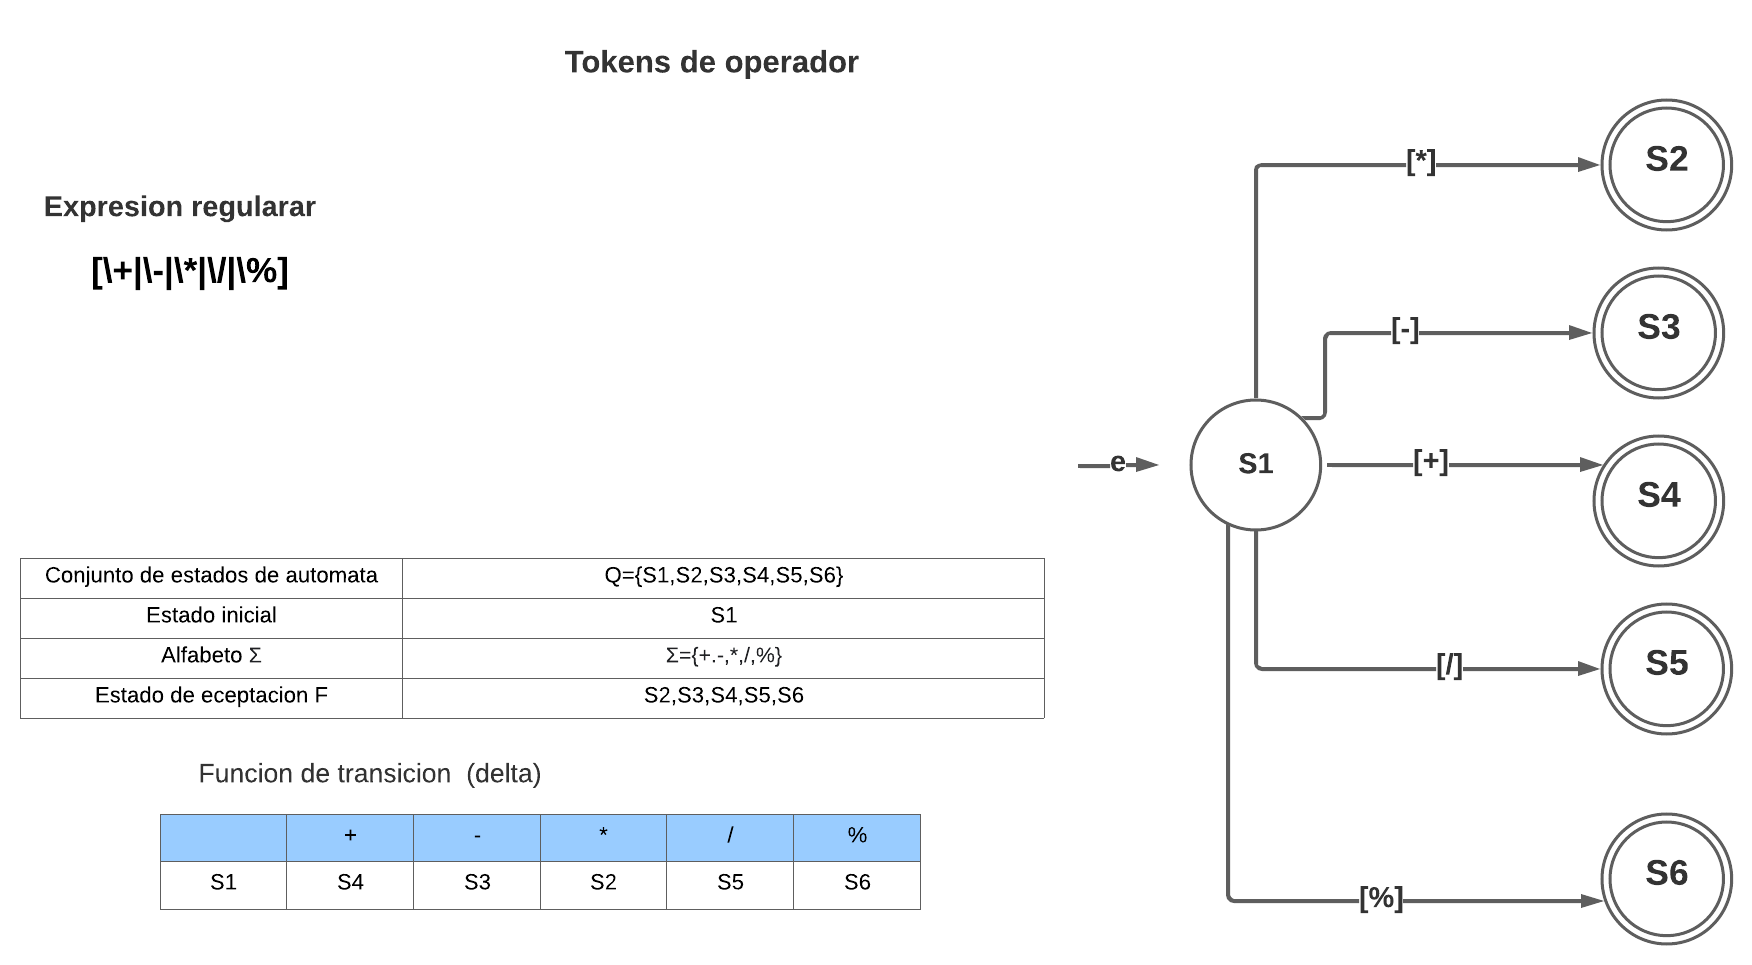 Tokens de operador
Expresion regularar
[\+|\-|\*|\/|\%]
Conjunto de estados de automata Q={S1,S2,S3,S4,S5,S6}
Estado inicial S1
Alfabeto Σ Σ={+.-,*,/,%}
Estado de eceptacion F S2,S3,S4,S5,S6
Funcion de transicion (delta)
+ - * / %
S1 S4 S3 S2 S5 S6
e
S1
[*]
S2
[-]
S3
[+]
S4
[/]
S5
[%]
S6